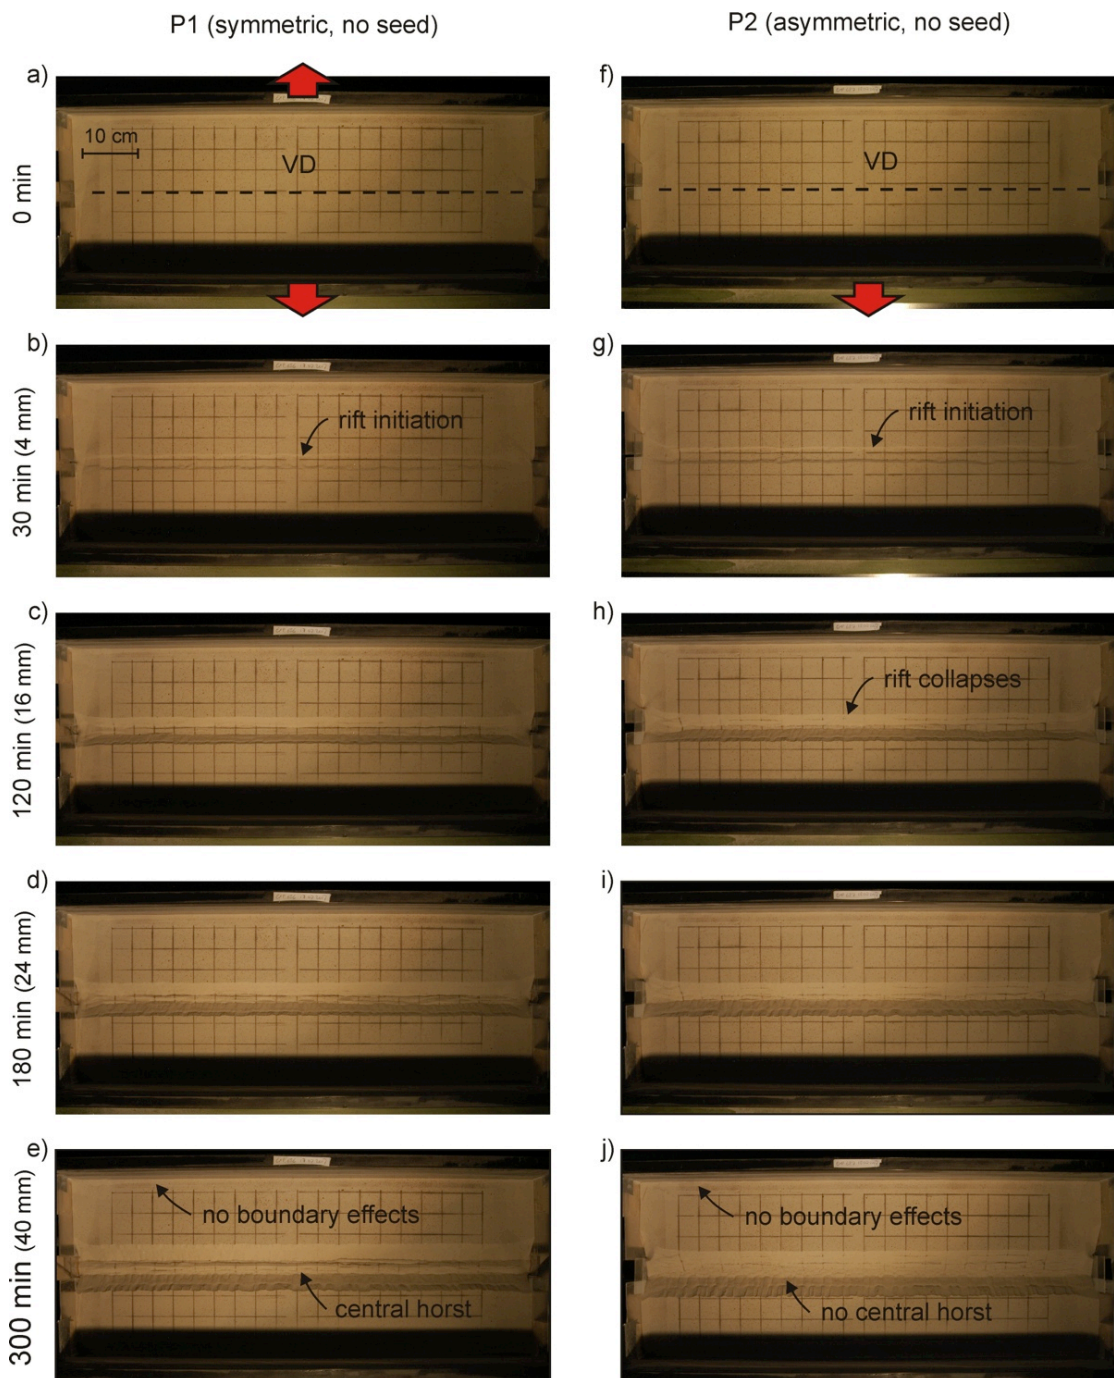 P1 (symmetric, no seed)
P2 (asymmetric, no seed)
a)
f)
10 cm
VD
VD
0 min
b)
g)
rift initiation
rift initiation
30 min (4 mm)
c)
h)
rift collapses
120 min (16 mm)
d)
i)
180 min (24 mm)
e)
j)
no boundary effects
no boundary effects
central horst
no central horst
300 min (40 mm)